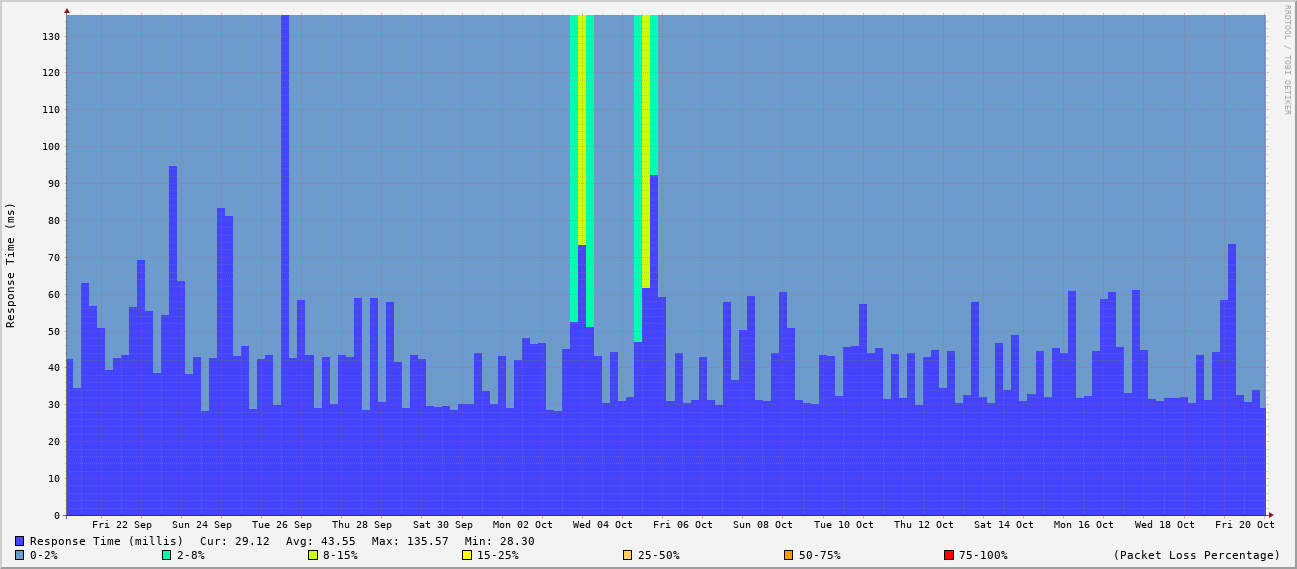 RRDTOOL / TOBI OETIKER
Response Time (ms)
130
120
110
100
90
80
70
60
50
40
30
20
10
0
Fri 22 Sep Sun 24 Sep Tue 26 Sep Thu 28 Sep Sat 30 Sep Mon 02 Oct Wed 04 Oct Fri 06 Oct Sun 08 Oct Tue 10 Oct Thu 12 Oct Sat 14 Oct Mon 16 Oct Wed 18 Oct Fri 20 Oct
Response Time (millis) Cur: 29.12 Avg: 43.55 Max: 135.57 Min: 28.30
0-2% 2-8% 8-15% 15-25% 25-50% 50-75% 75-100% (Packet Loss Percentage)